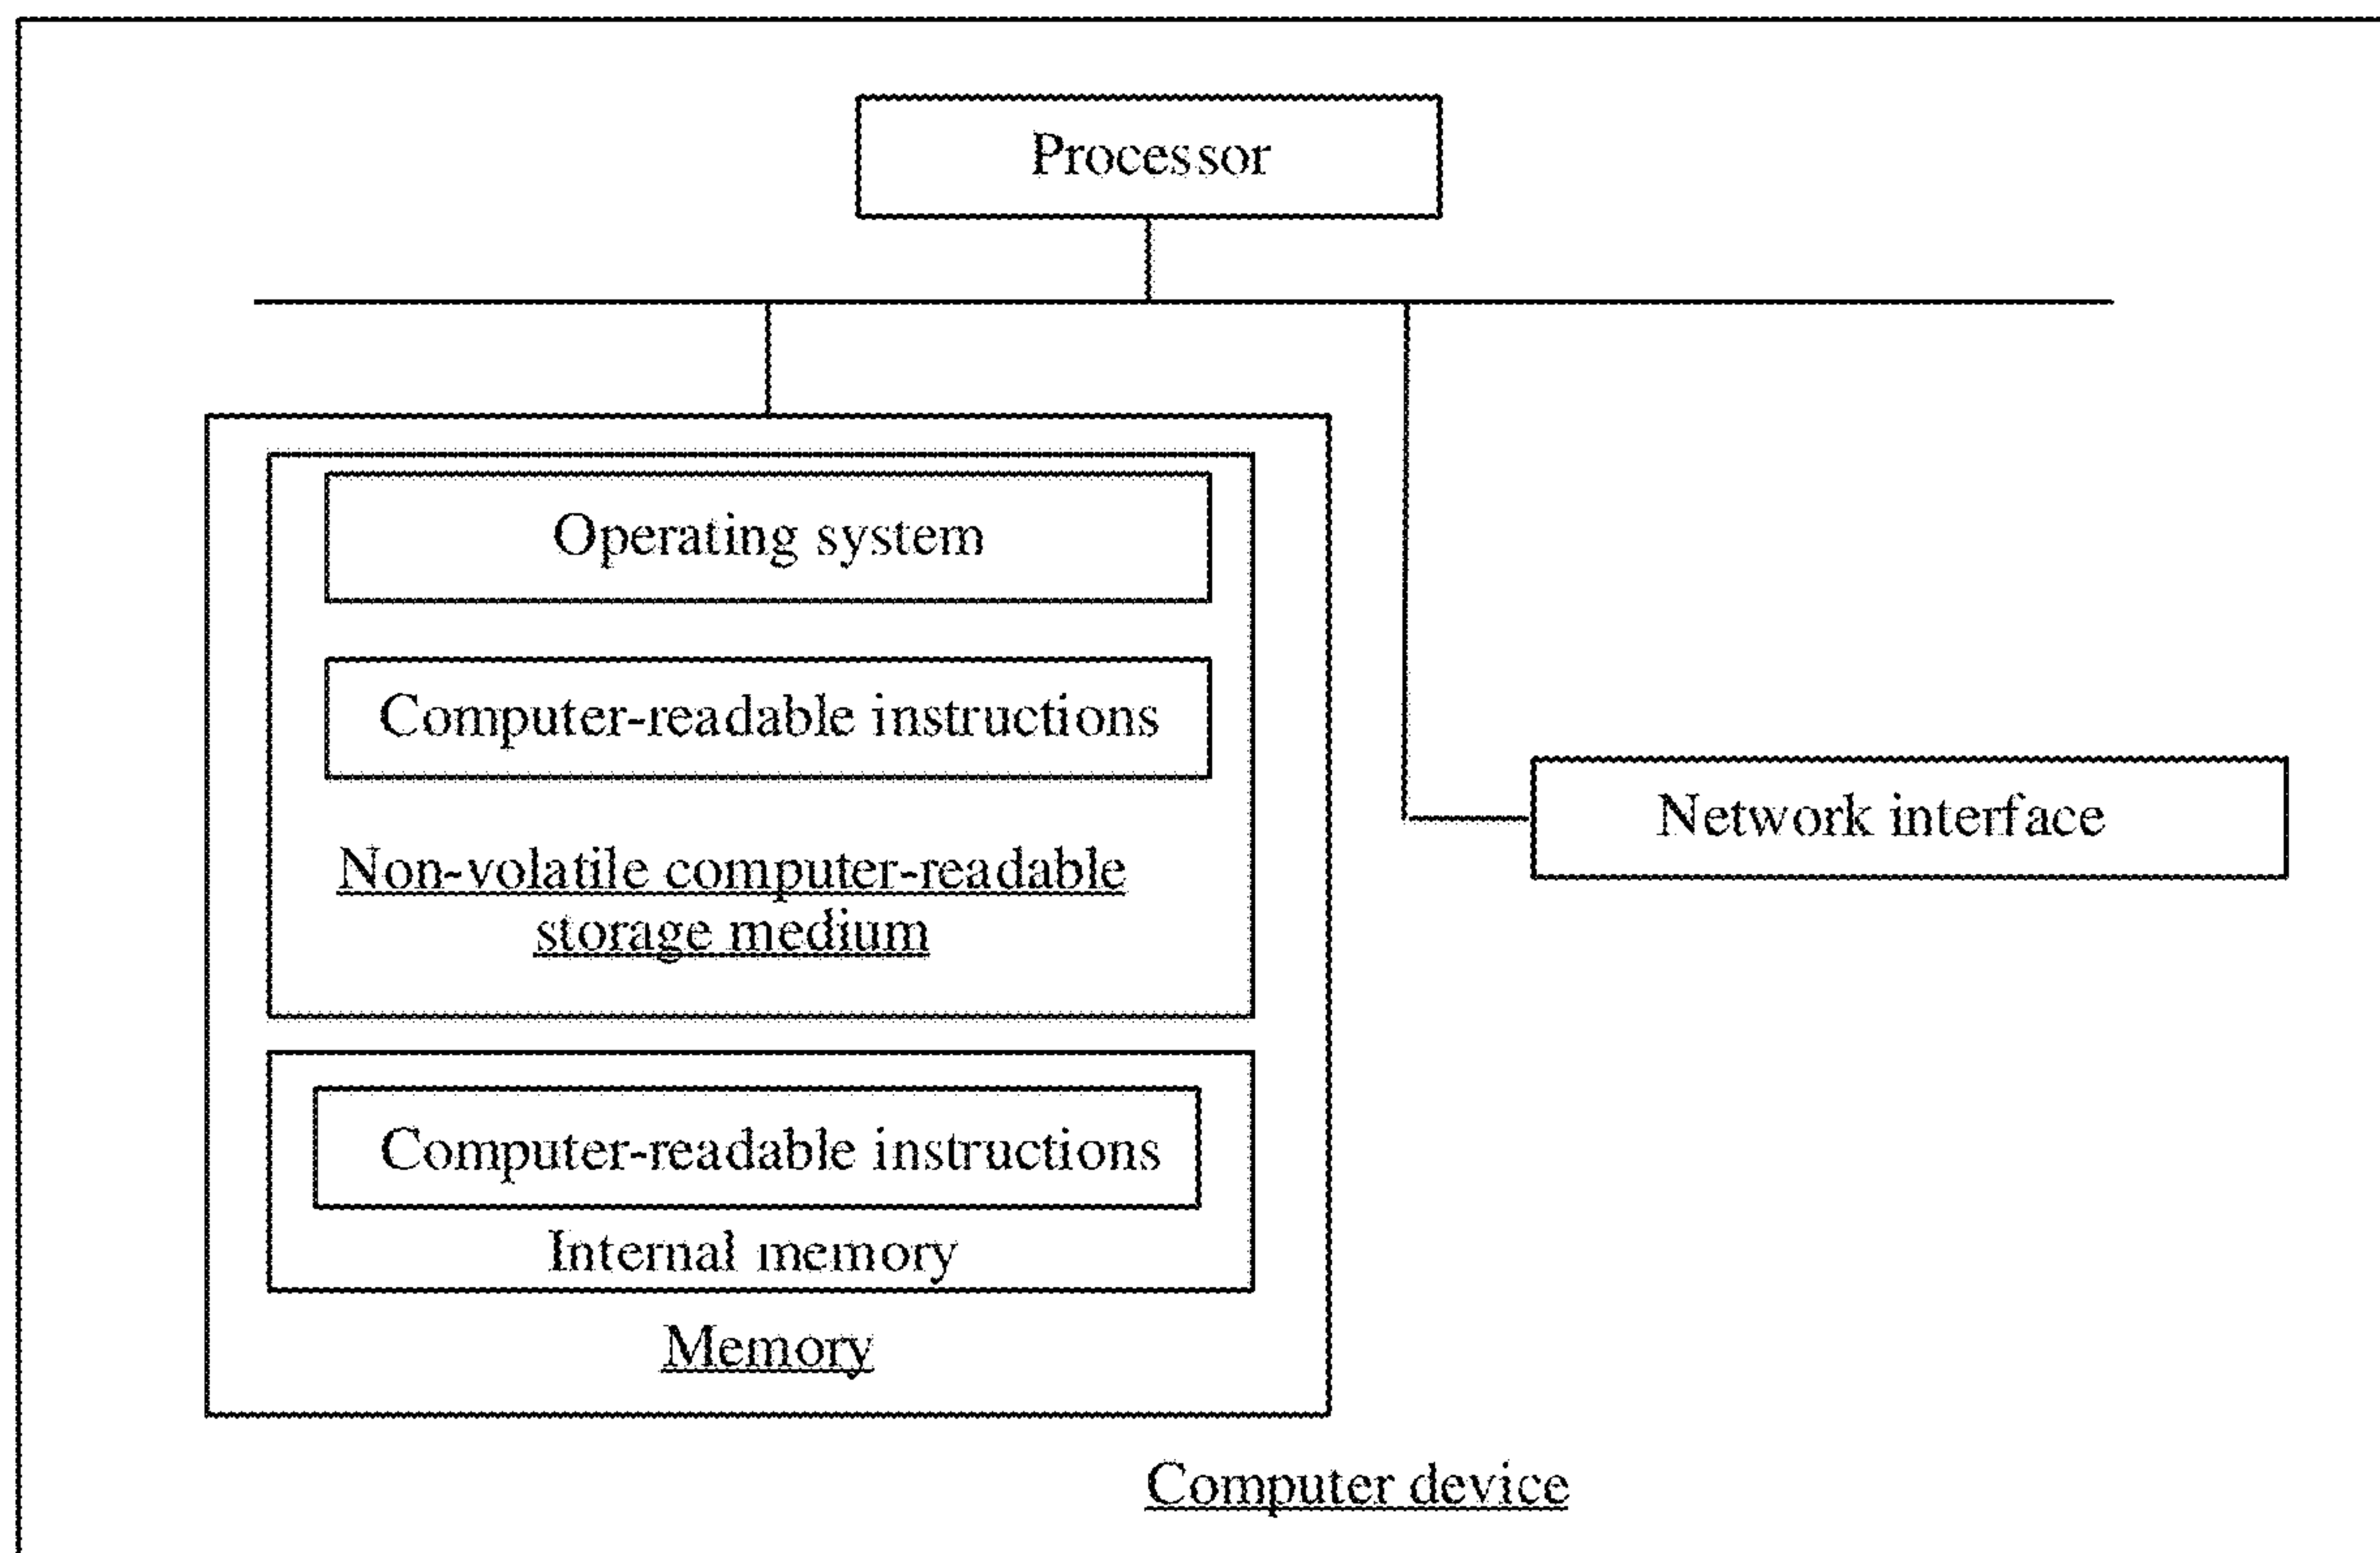 Processor
Operating system
Computer-readable instructions
Non-volatile computer-readable
storage medium
Network interface
Computer-readable instructions
Internal memory
Memory
Computer device